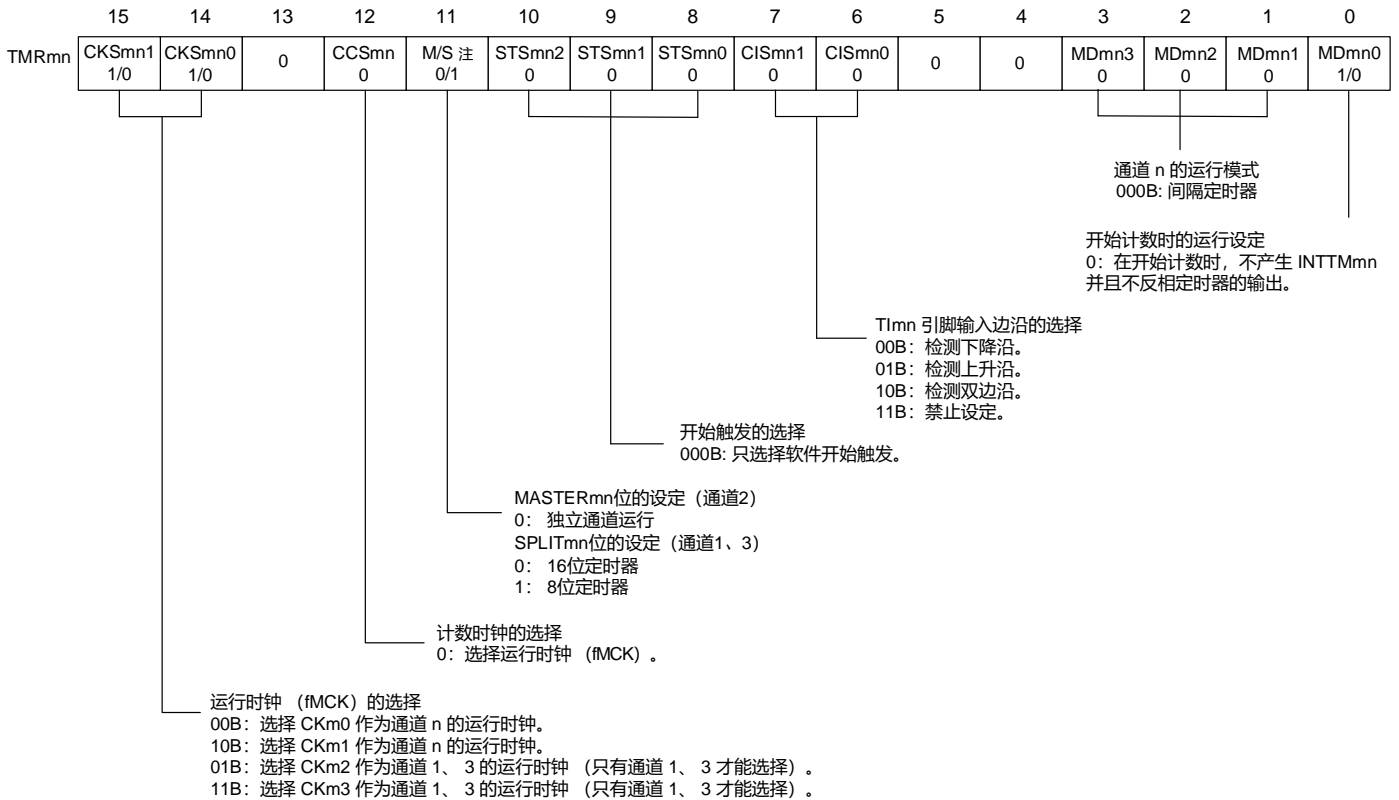 15 14 13 12 11 10 9 8 7 6 5 4 3 2 1 0
TMRmn CKSmn1 CKSmn0 0 CCSmn M/S 注 STSmn2 STSmn1 STSmn0 CISmn1 CISmn0 0 0 MDmn3 MDmn2 MDmn1 MDmn0
1/0 1/0 0 0/1 0 0 0 0 0 0 0 0 1/0
通道 n 的运行模式
000B: 间隔定时器
开始计数时的运行设定
0：在开始计数时，不产生 INTTMmn
并且不反相定时器的输出。
TImn 引脚输入边沿的选择
00B：检测下降沿。
01B：检测上升沿。
10B：检测双边沿。
11B：禁止设定。
开始触发的选择
000B: 只选择软件开始触发。
MASTERmn位的设定（通道2）
0： 独立通道运行
SPLITmn位的设定（通道1、3）
0： 16位定时器
1： 8位定时器
计数时钟的选择
0：选择运行时钟 （fMCK）。
运行时钟 （fMCK）的选择
00B：选择 CKm0 作为通道 n 的运行时钟。
10B：选择 CKm1 作为通道 n 的运行时钟。
01B：选择 CKm2 作为通道 1、 3 的运行时钟 （只有通道 1、 3 才能选择）。
11B：选择 CKm3 作为通道 1、 3 的运行时钟 （只有通道 1、 3 才能选择）。